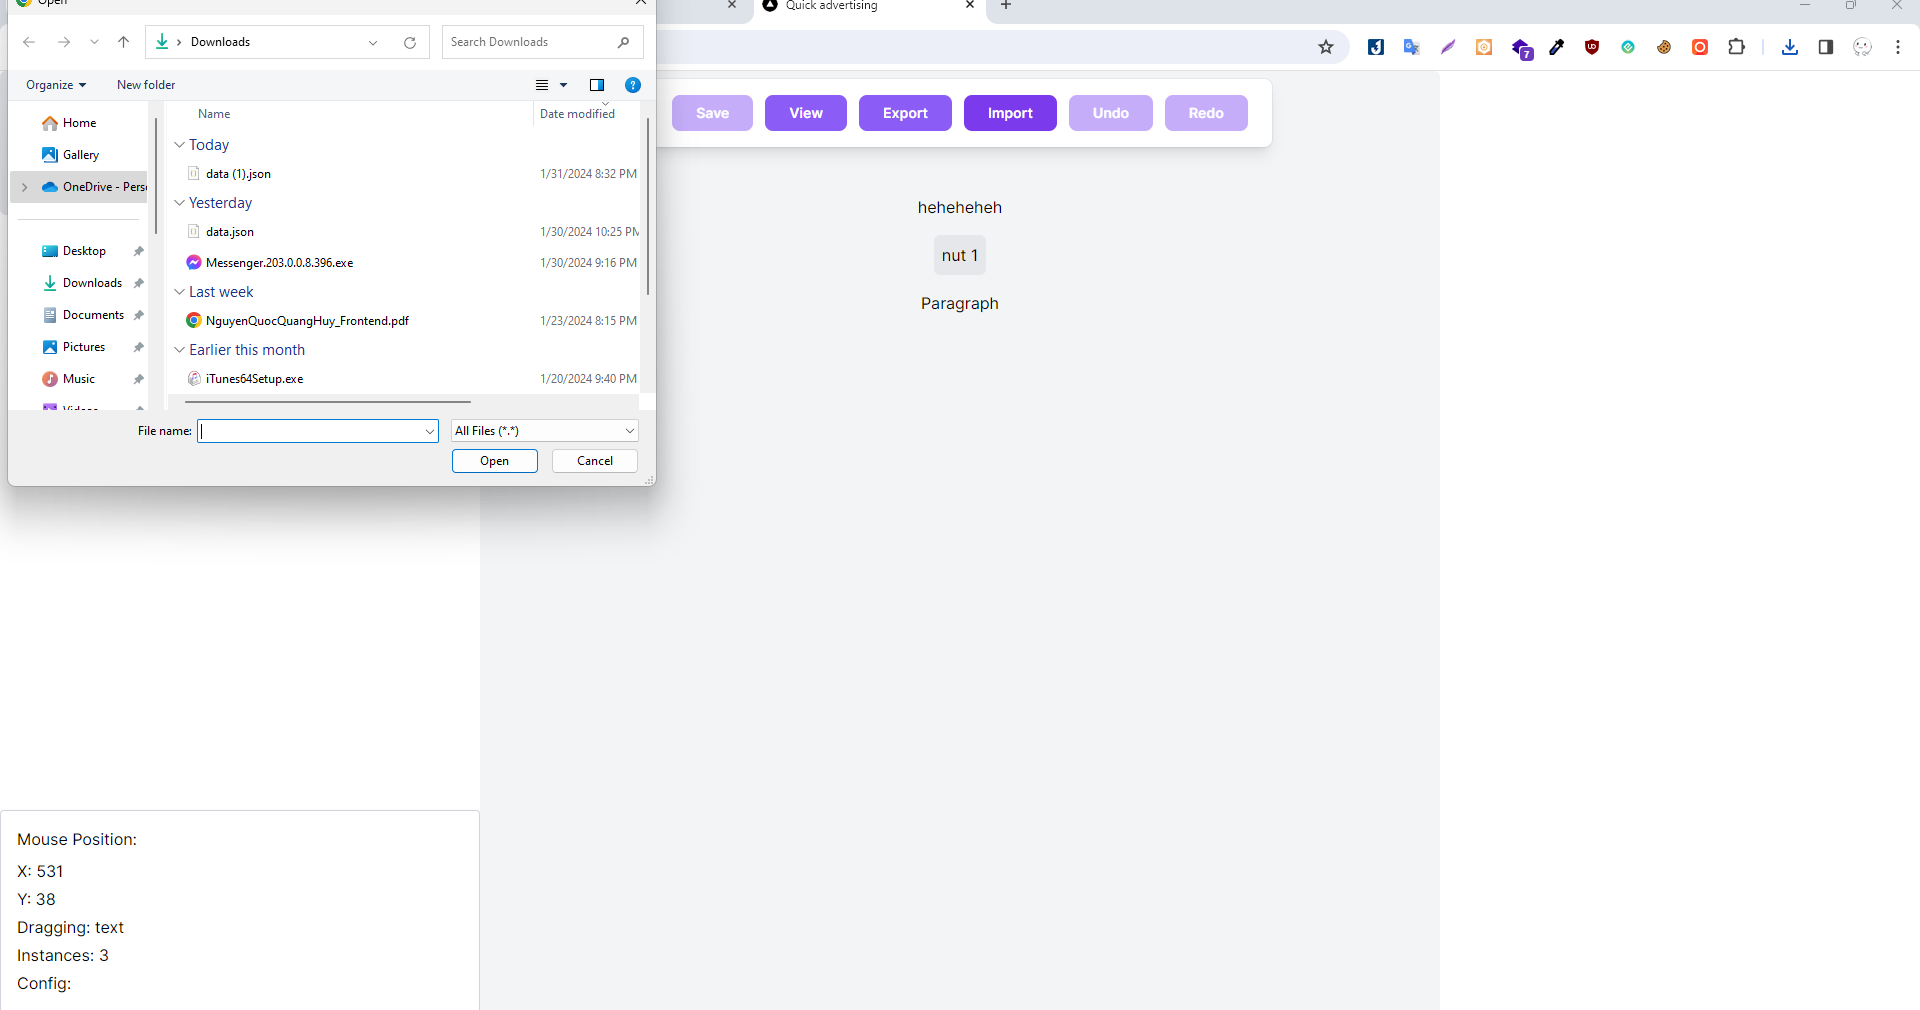 Open
Quick advertising
Downloads
Search Downloads
7
Organize
New folder
Name
Date modified
Home
Gallery
OneDrive - Pers
Desktop
Downloads
Documents
Pictures
Music
Videos
Today
data (1).json 1/31/2024 8:32 PM
Yesterday
data.json 1/30/2024 10:25 PM
Messenger.203.0.0.8.396.exe 1/30/2024 9:16 PM
Last week
NguyenQuocQuangHuy_Frontend.pdf 1/23/2024 8:15 PM
Earlier this month
iTunes64Setup.exe 1/20/2024 9:40 PM
File name:
All Files (*.*)
Open
Cancel
Save
View
Export
Import
Undo
Redo
heheheheh
nut 1
Paragraph
Mouse Position:
X: 531
Y: 38
Dragging: text
Instances: 3
Config: